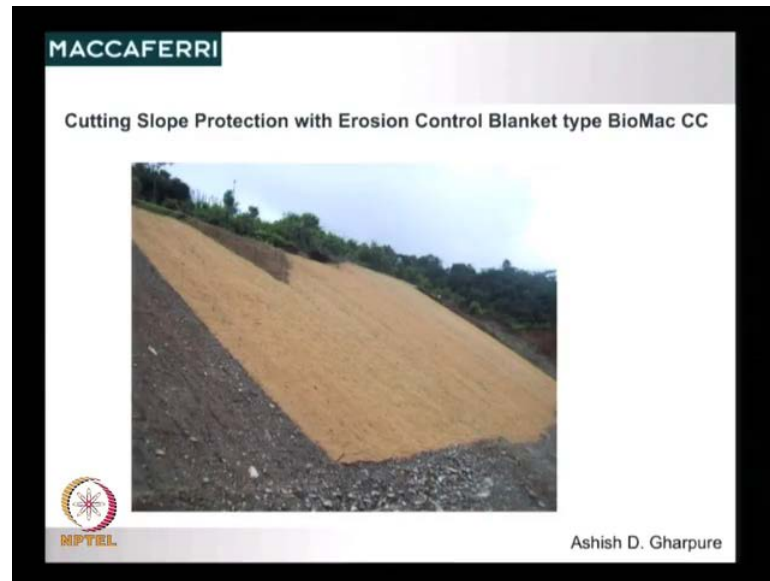 MACCAFERRI
Cutting Slope Protection with Erosion Control Blanket type BioMac CC
NPTEL
Ashish D. Gharpure